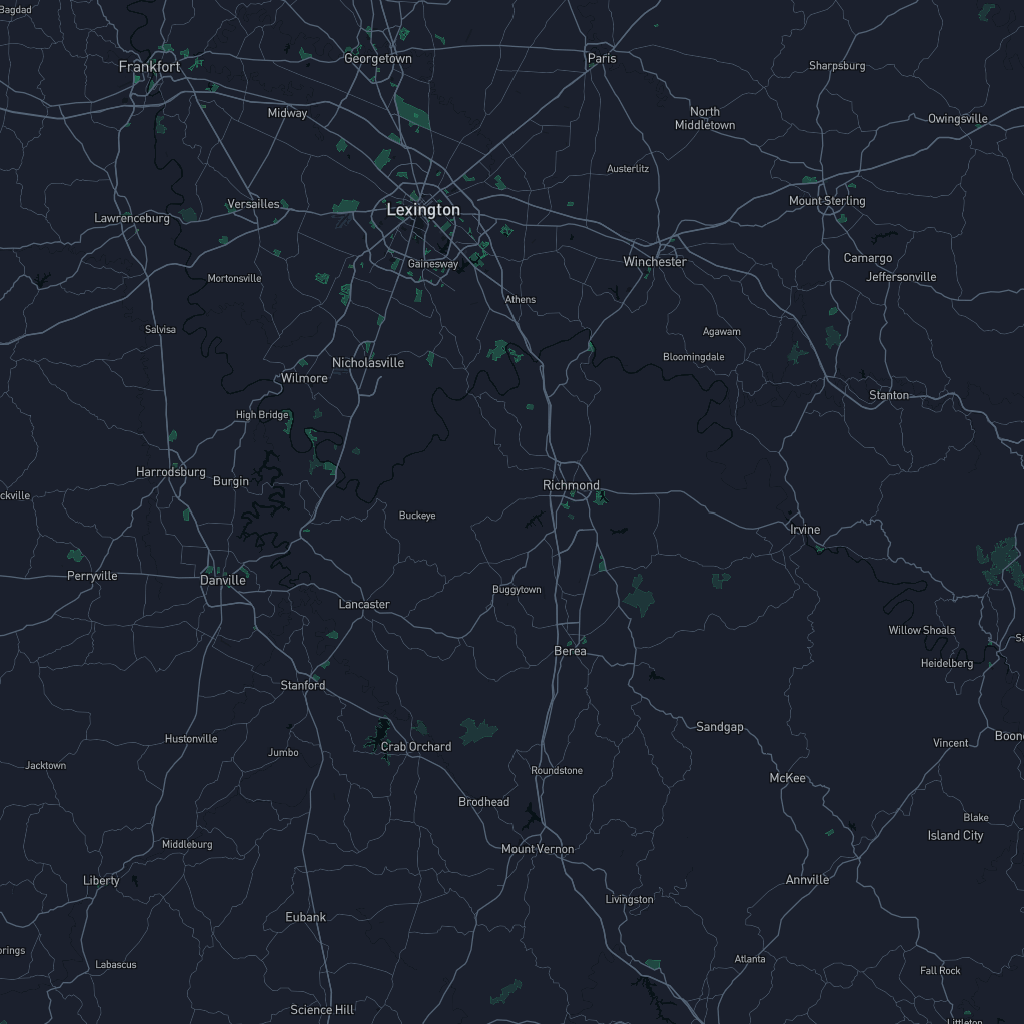 Bagdad
Frankfort
Georgetown
Paris
Sharpsburg
Midway
North
Middletown
Owingsville
Austerlitz
Versailles
Lexington
Lawrenceburg
Mount Sterling
Gainesway
Winchester
Camargo
Mortonsville
Jeffersonville
Athens
Salvisa
Agawam
Bloomingdale
Nicholasville
Wilmore
Stanton
High Bridge
Harrodsburg
Burgin
Richmond
ckville
Buckeye
Irvine
Perryville
Danville
Buggytown
Lancaster
Willow Shoals
Sa
Berea
Heidelberg
Stanford
Sandgap
Hustonville
Boone
Vincent
Crab Orchard
Jumbo
Jacktown
Roundstone
McKee
Brodhead
Blake
Island City
Middleburg
Mount Vernon
Liberty
Annville
Livingston
Eubank
orings
Atlanta
Labascus
Fall Rock
Science Hill
Littleton